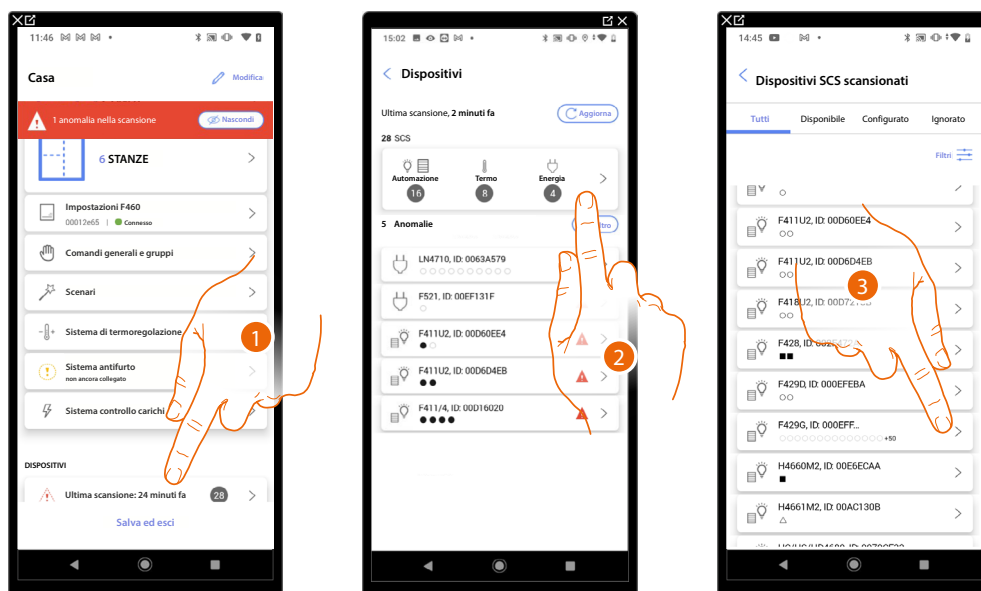 11:46
Casa
Modifica
1 anomalia nella scansione
Nascondi
6 STANZE
Impostazioni F460
00012e65 | Connesso
Comandi generali e gruppi
Scenari
Sistema di termoregolazione
1
Sistema antifurto
non ancora collegato
Sistema controllo carichi
DISPOSITIVI
Ultima scansione: 24 minuti fa
28
Salva ed esci
15:02
Dispositivi
Ultima scansione, 2 minuti fa
Aggiorna
28 SCS
Automazione
Termo
Energia
16
8
4
5 Anomalie
LN4710, ID: 0063A579
F521, ID: 00EF131F
F411U2, ID: 00D60EE4
2
F411U2, ID: 00D6D4EB
F411/4, ID: 00D16020
14:45
Dispositivi SCS scansionati
Tutti
Disponibile
Configurato
Ignorato
Filtri
F411U2, ID: 00D60EE4
F411U2, ID: 00D6D4EB
3
F418U2, ID:
F428, ID:
F429D, ID: 000EFEBA
F429G, ID: 000EFF...
+50
H4660M2, ID: 00E6ECAA
H4661M2, ID: 00AC130B